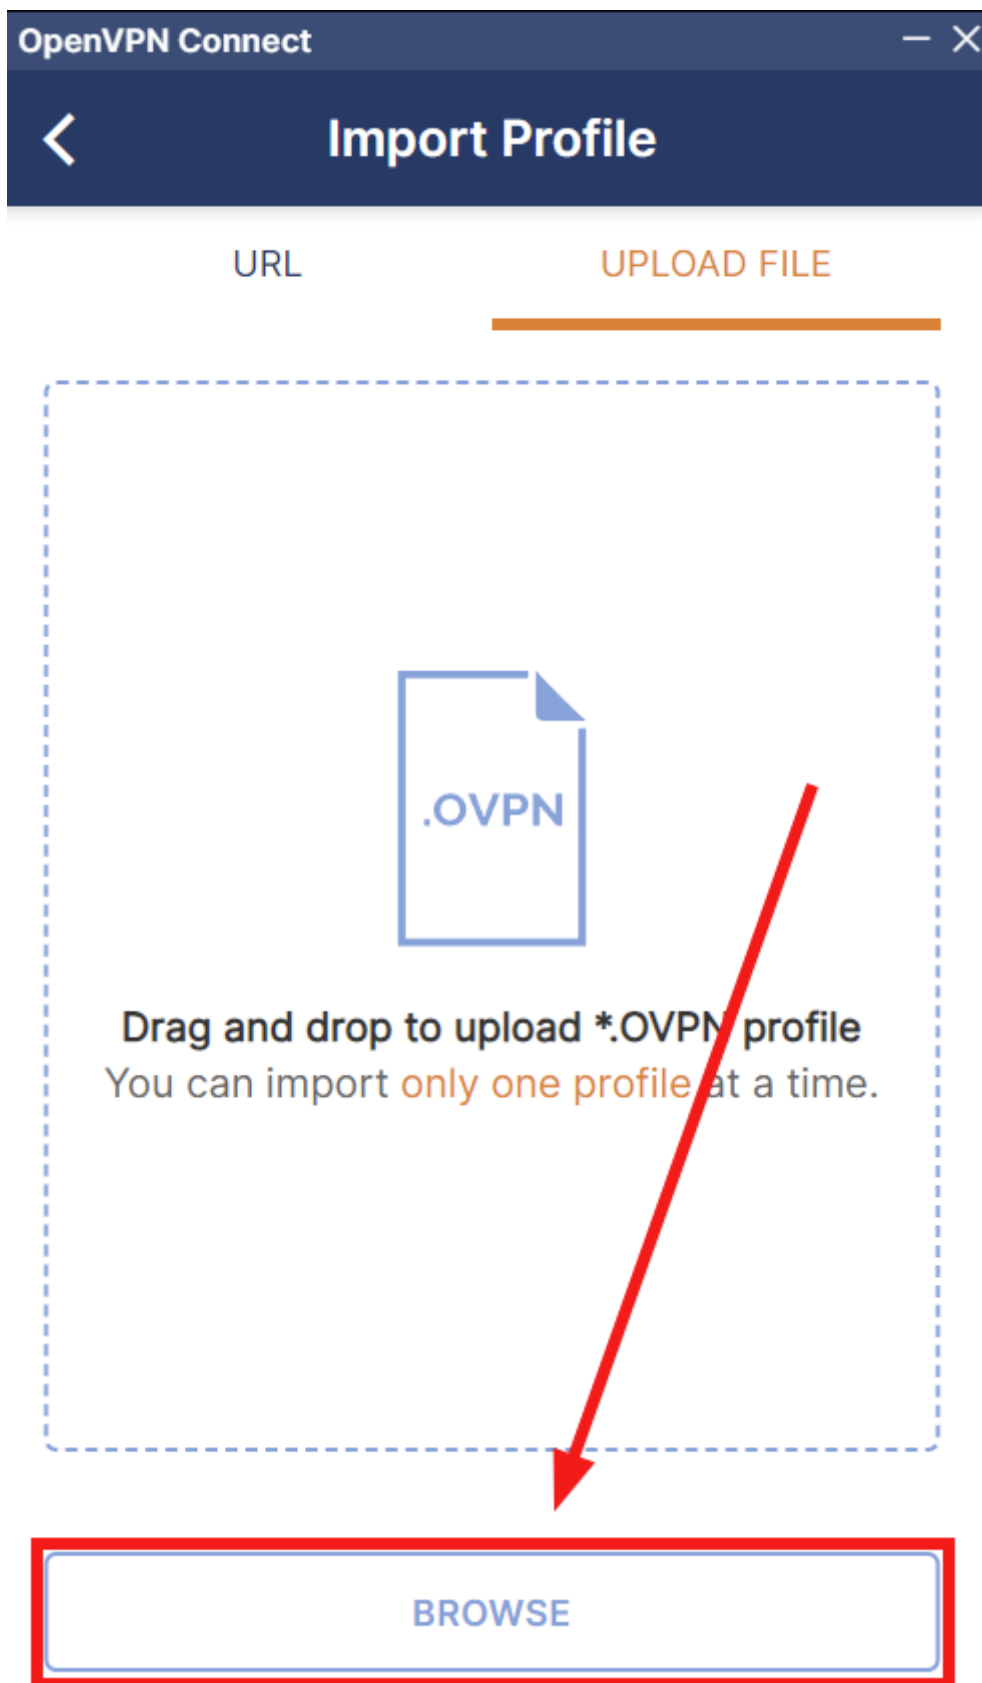 OpenVPN Connect
Import Profile
URL
UPLOAD FILE
.OVPN
Drag and drop to upload *.OVPN profile
You can import only one profile at a time.
BROWSE